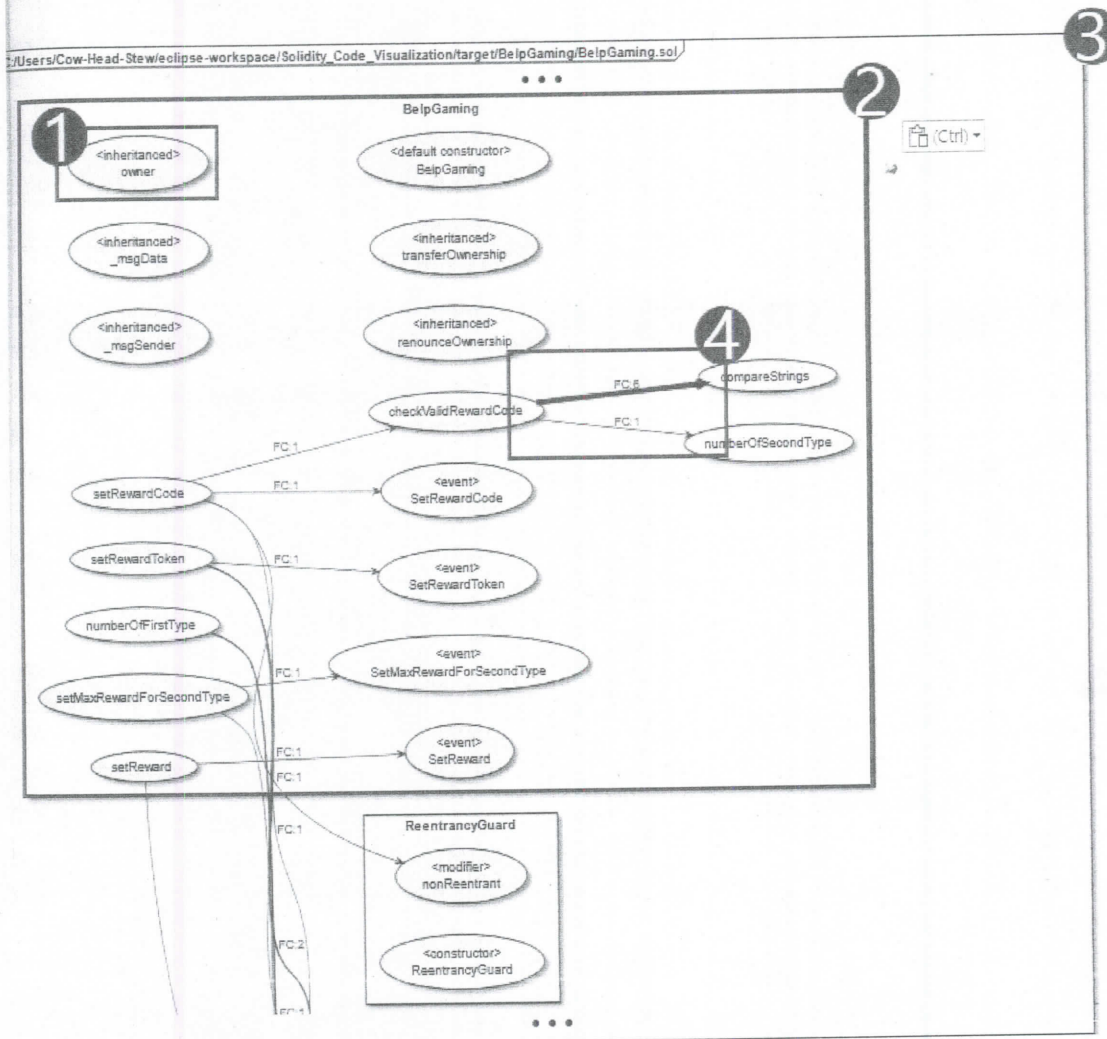 3
:/Users/Cow-Head-Stew/eclipse-workspace/Solidity_Code_Visualization/target/BelpGaming/BelpGaming.sol
• • •
2
BelpGaming
1
<inheritanced>
owner
<default constructor>
BelpGaming
(Ctrl)
<inheritanced>
_msgData
<inheritanced>
transferOwnership
<inheritanced>
_msgSender
<inheritanced>
renounceOwnership
4
FC:6
compareStrings
checkValidRewardCode
FC:1
numberOfSecondType
FC:1
setRewardCode
FC:1
<event>
SetRewardCode
setRewardToken
FC:1
<event>
SetRewardToken
numberOfFirstType
setMaxRewardForSecondType
FC:1
<event>
SetMaxRewardForSecondType
setReward
FC:1
<event>
SetReward
FC:1
FC:1
ReentrancyGuard
<modifier>
nonReentrant
FC:2
<constructor>
ReentrancyGuard
FC:1
• • •